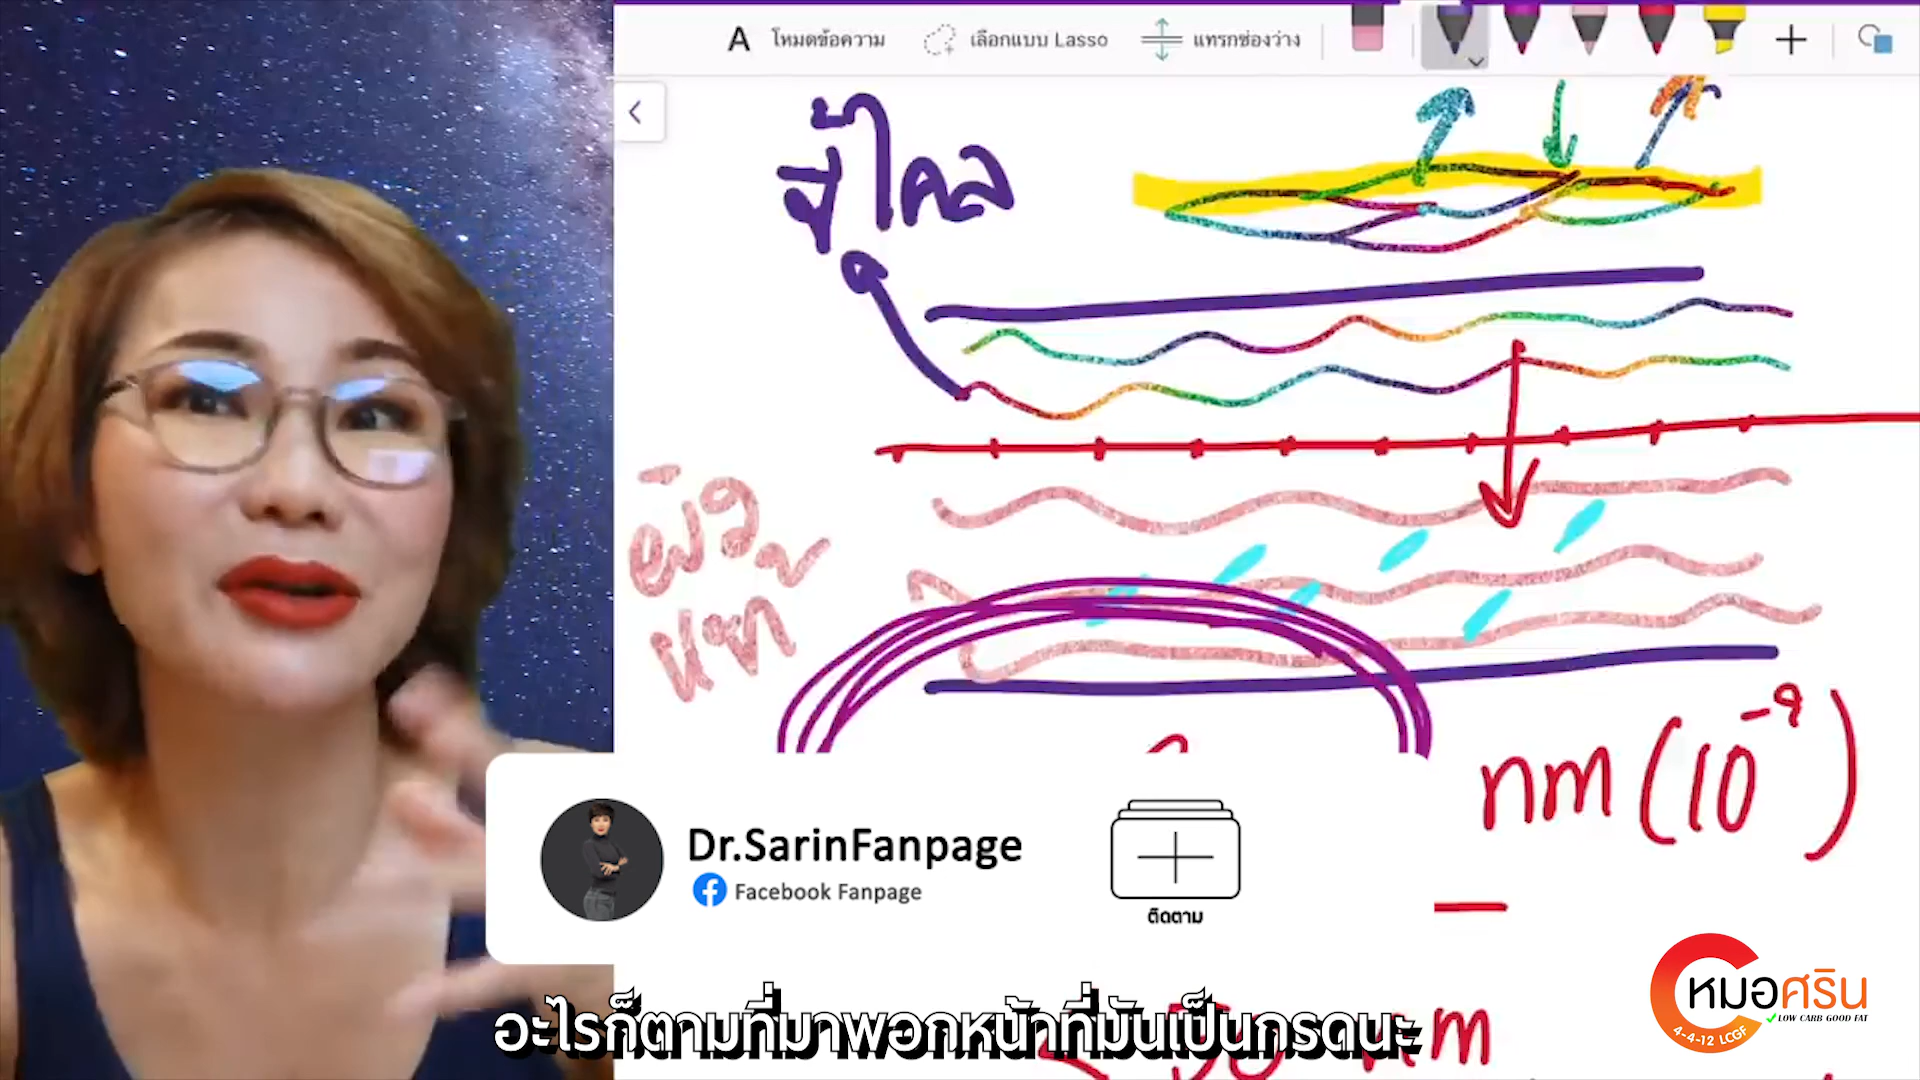 A โหมดข้อความ เลือกแบบ Lasso แทรกช่องว่าง
ขี้ไคล
ผิว
แท้
nm (10⁻⁹)
Dr.SarinFanpage
Facebook Fanpage
ติดตาม
หมอศริน
LOW CARB GOOD FAT
4-4-12 LCGF
อะไรก็ตามที่มาพอกหน้าที่มันเป็นกรดนะ
nm